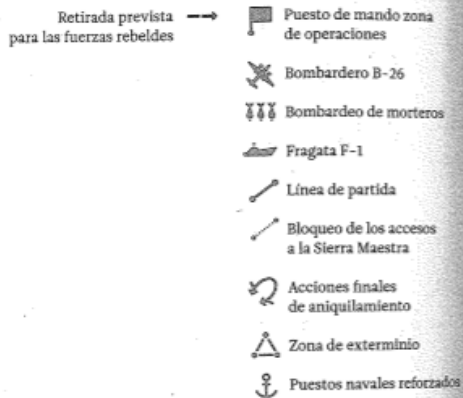 Retirada prevista
para las fuerzas rebeldes
Puesto de mando zona
de operaciones
Bombardero B-26
Bombardeo de morteros
Fragata F-1
Línea de partida
Bloqueo de los accesos
a la Sierra Maestra
Acciones finales
de aniquilamiento
Zona de exterminio
Puestos navales reforzados